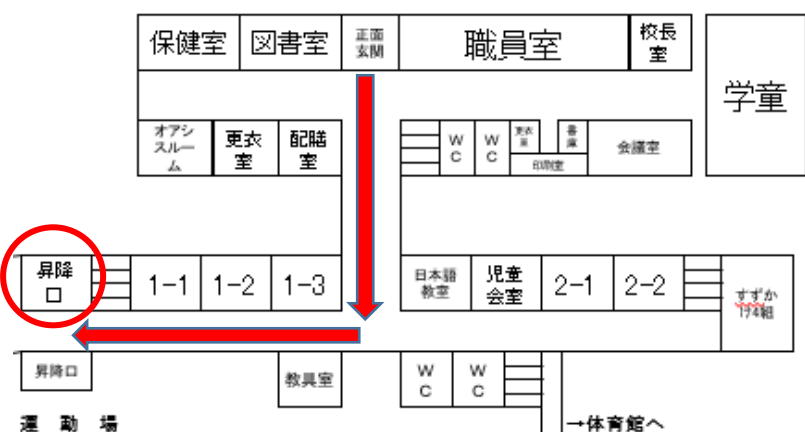 保健室
図書室
正面
玄関
職員室
校長
室
学童
オアシ
スルー
ム
更衣
室
配膳
室
W
C
W
C
更衣
室
書
庫
印刷室
会議室
昇降
口
1-1
1-2
1-3
日本語
教室
児童
会室
2-1
2-2
すずか
174組
昇降口
教具室
W
C
W
C
運動場
→体育館へ